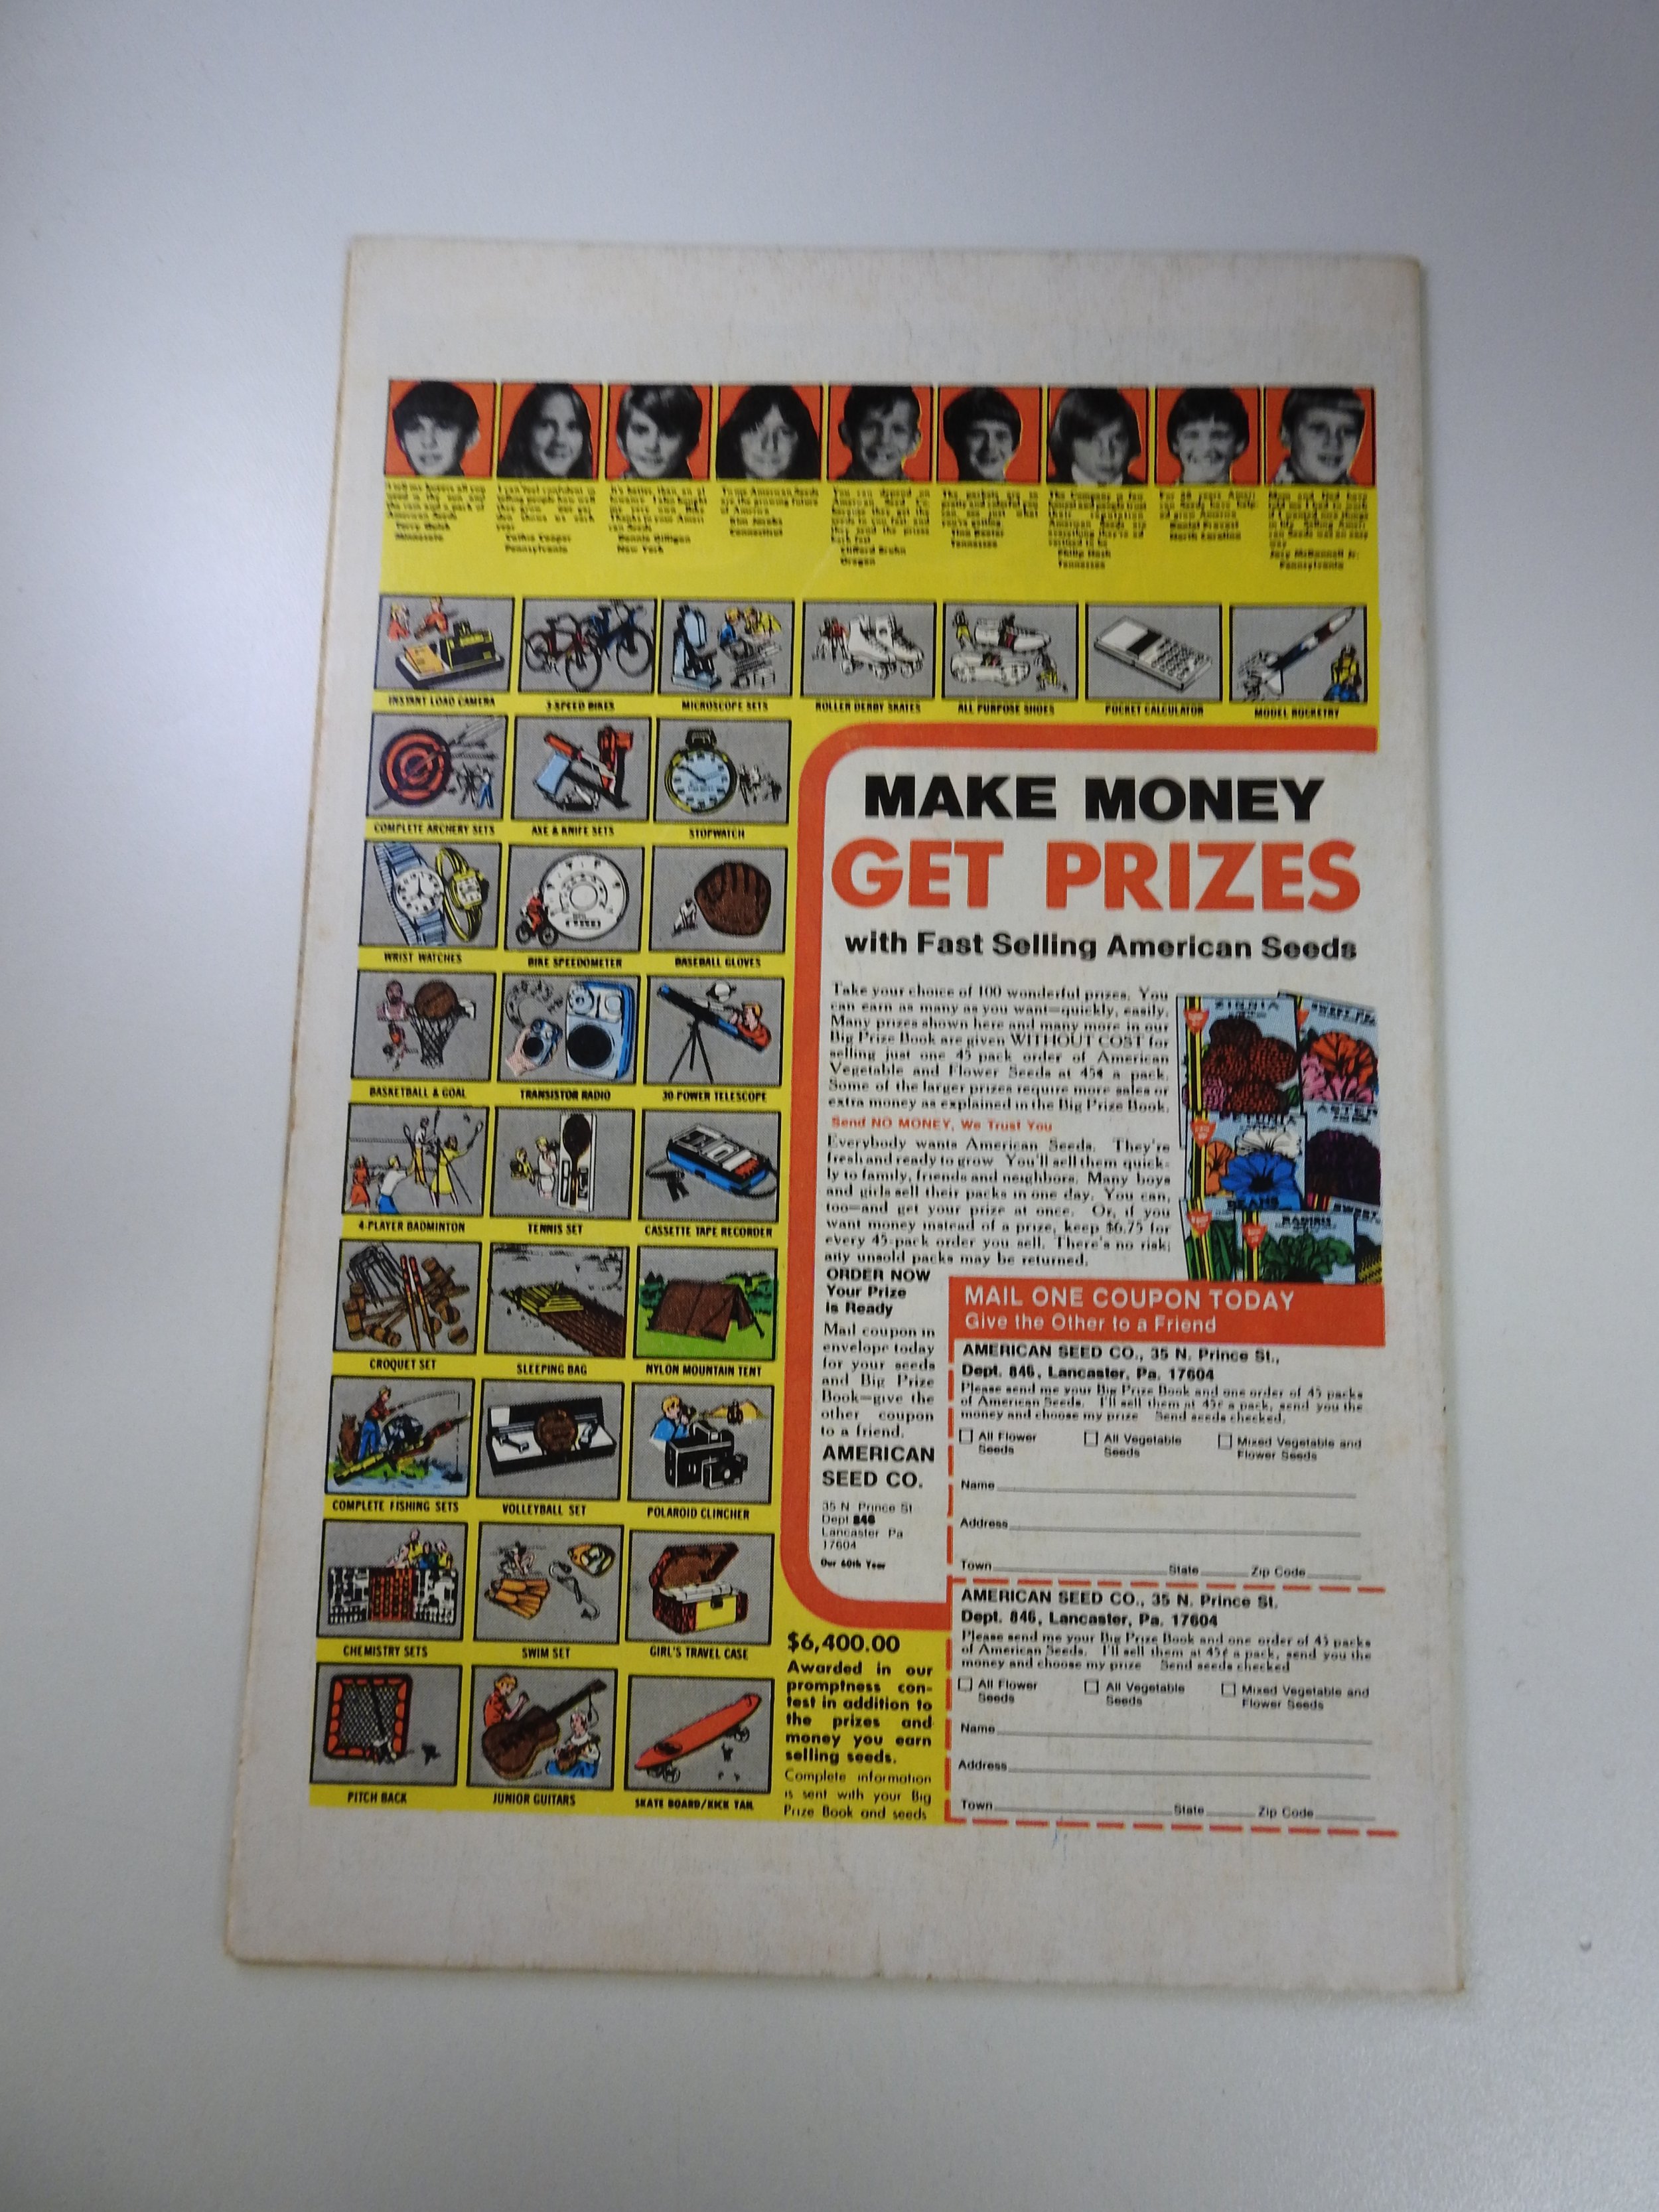 Minnesota
Pennsylvania
New York
Connecticut
Oregon
Tennessee
Tennessee
North Carolina
Pennsylvania
INSTANT LOAD CAMERA
3-SPEED BIKES
MICROSCOPE SETS
ROLLER DERBY SKATES
ALL PURPOSE SHOES
POCKET CALCULATOR
MODEL ROCKETRY
COMPLETE ARCHERY SETS
AXE & KNIFE SETS
STOPWATCH
WRIST WATCHES
BIKE SPEEDOMETER
BASEBALL GLOVES
BASKETBALL & GOAL
TRANSISTOR RADIO
30-POWER TELESCOPE
4-PLAYER BADMINTON
TENNIS SET
CASSETTE TAPE RECORDER
CROQUET SET
SLEEPING BAG
NYLON MOUNTAIN TENT
COMPLETE FISHING SETS
VOLLEYBALL SET
POLAROID CLINCHER
CHEMISTRY SETS
SWIM SET
GIRL'S TRAVEL CASE
PITCH BACK
JUNIOR GUITARS
SKATE BOARD/KICK TAIL
MAKE MONEY
GET PRIZES
with Fast Selling American Seeds
Take your choice of 100 wonderful prizes. You
can earn as many as you want—quickly, easily.
Many prizes shown here and many more in our
Big Prize Book are given WITHOUT COST for
selling just one 45 pack order of American
Vegetable and Flower Seeds at 45¢ a pack.
Some of the larger prizes require more sales or
extra money as explained in the Big Prize Book.
Send NO MONEY, We Trust You
Everybody wants American Seeds. They're
fresh and ready to grow You'll sell them quick-
ly to family, friends and neighbors. Many boys
and girls sell their packs in one day. You can,
too—and get your prize at once. Or, if you
want money instead of a prize, keep $6.75 for
every 45-pack order you sell. There's no risk;
any unsold packs may be returned.
ZINNIA
ASTER
ORDER NOW
Your Prize
is Ready
Mail coupon in
envelope today
for your seeds
and Big Prize
Book—give the
other coupon
to a friend.
AMERICAN
SEED CO.
35 N Prince St
Dept 846
Lancaster Pa
17604
Our 60th Year
MAIL ONE COUPON TODAY
Give the Other to a Friend
AMERICAN SEED CO., 35 N. Prince St.,
Dept. 846, Lancaster, Pa. 17604
Please send me your Big Prize Book and one order of 45 packs
of American Seeds. I'll sell them at 45¢ a pack, send you the
money and choose my prize Send seeds checked.
All Flower
Seeds
All Vegetable
Seeds
Mixed Vegetable and
Flower Seeds
Name
Address
Town State Zip Code
AMERICAN SEED CO., 35 N. Prince St.
Dept. 846, Lancaster, Pa. 17604
Please send me your Big Prize Book and one order of 45 packs
of American Seeds. I'll sell them at 45¢ a pack, send you the
money and choose my prize Send seeds checked
All Flower
Seeds
All Vegetable
Seeds
Mixed Vegetable and
Flower Seeds
Name
Address
Town State Zip Code
$6,400.00
Awarded in our
promptness con-
test in addition to
the prizes and
money you earn
selling seeds.
Complete information
is sent with your Big
Prize Book and seeds